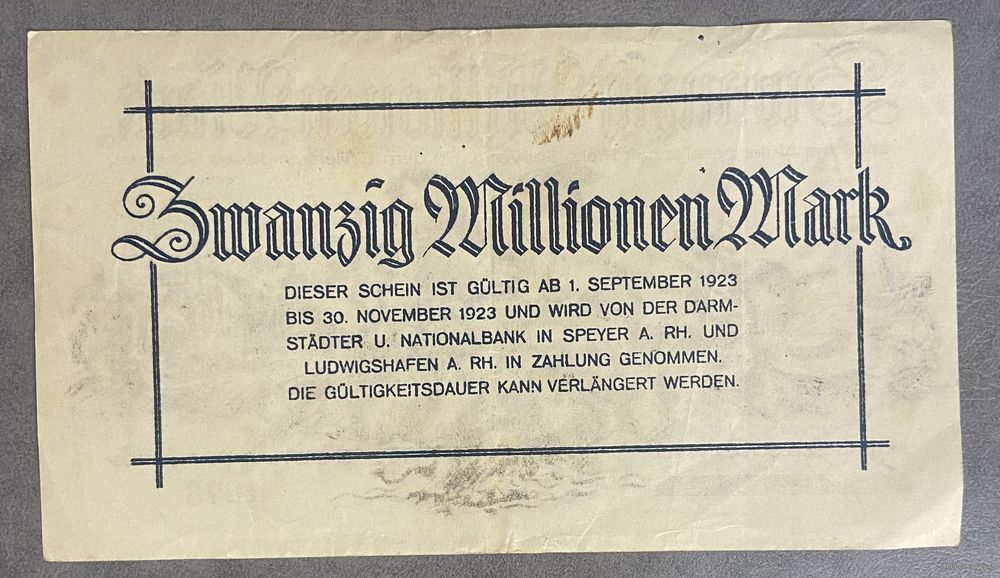 Zwanzig Millionen Mark
DIESER SCHEIN IST GÜLTIG AB 1. SEPTEMBER 1923
BIS 30. NOVEMBER 1923 UND WIRD VON DER DARM-
STÄDTER U. NATIONALBANK IN SPEYER A. RH. UND
LUDWIGSHAFEN A. RH. IN ZAHLUNG GENOMMEN.
DIE GÜLTIGKEITSDAUER KANN VERLÄNGERT WERDEN.